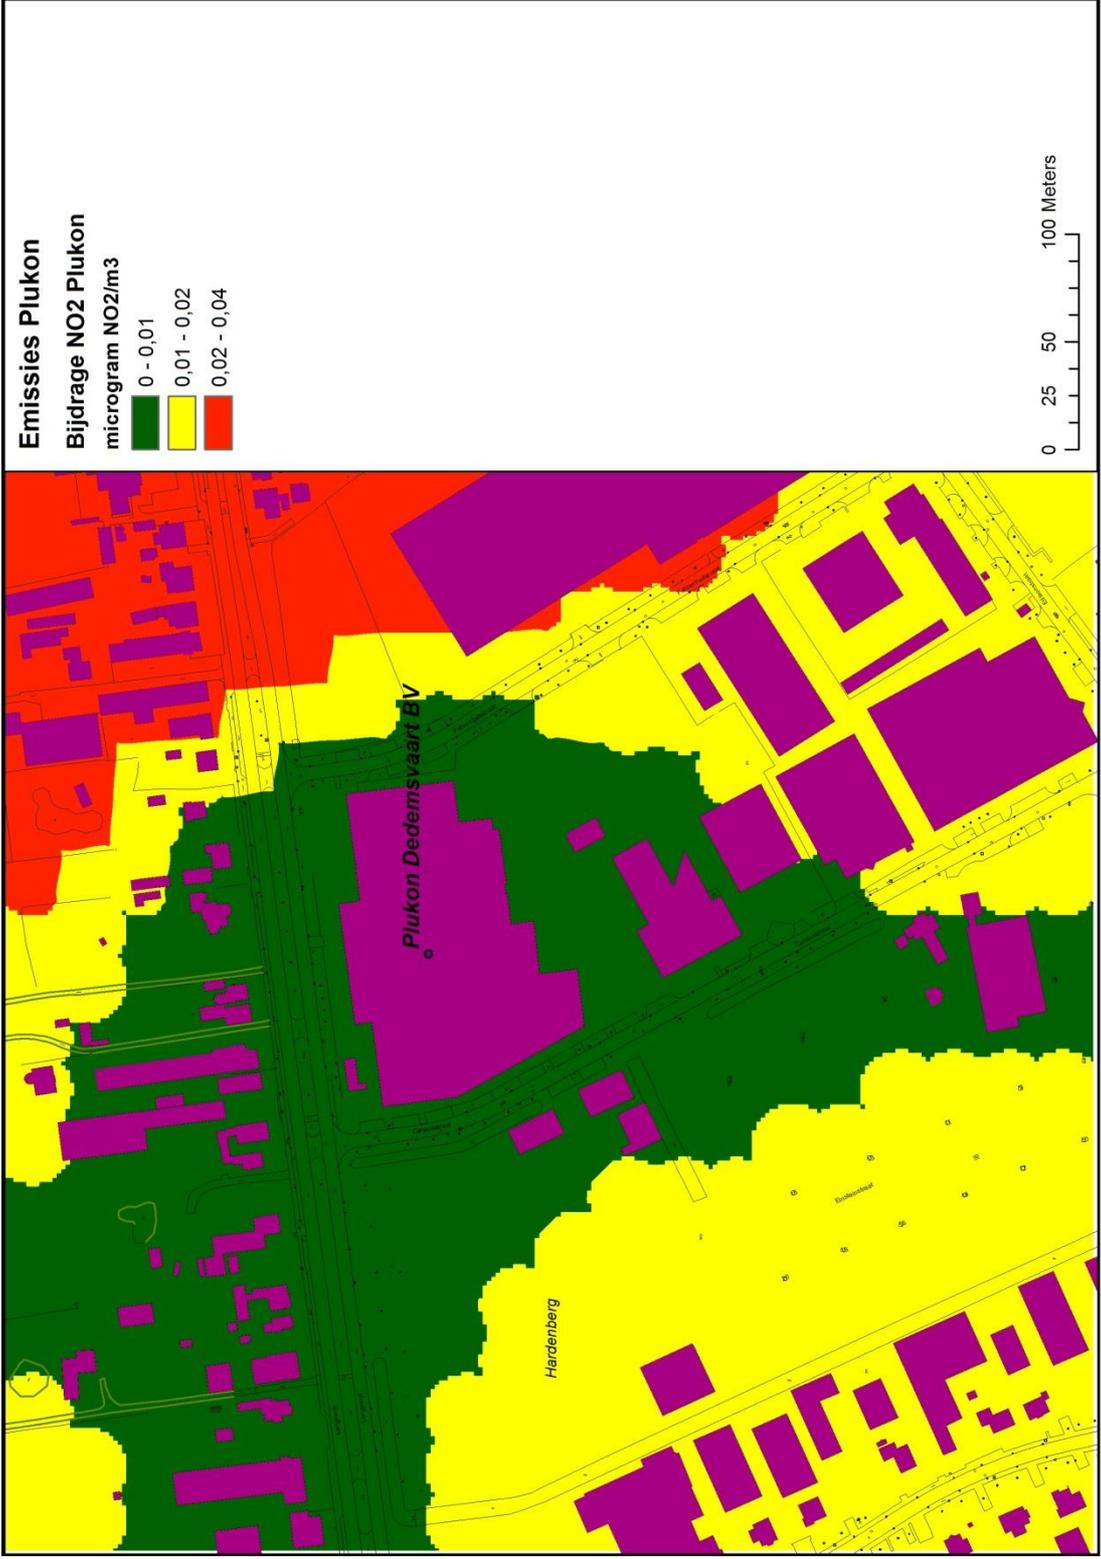 Emissies Plukon
Bijdrage NO2 Plukon
microgram NO2/m3
0 - 0,01
0,01 - 0,02
0,02 - 0,04
0 25 50 100 Meters
Plukon Dedemsvaart BV
Hardenberg
Einsteinstraat